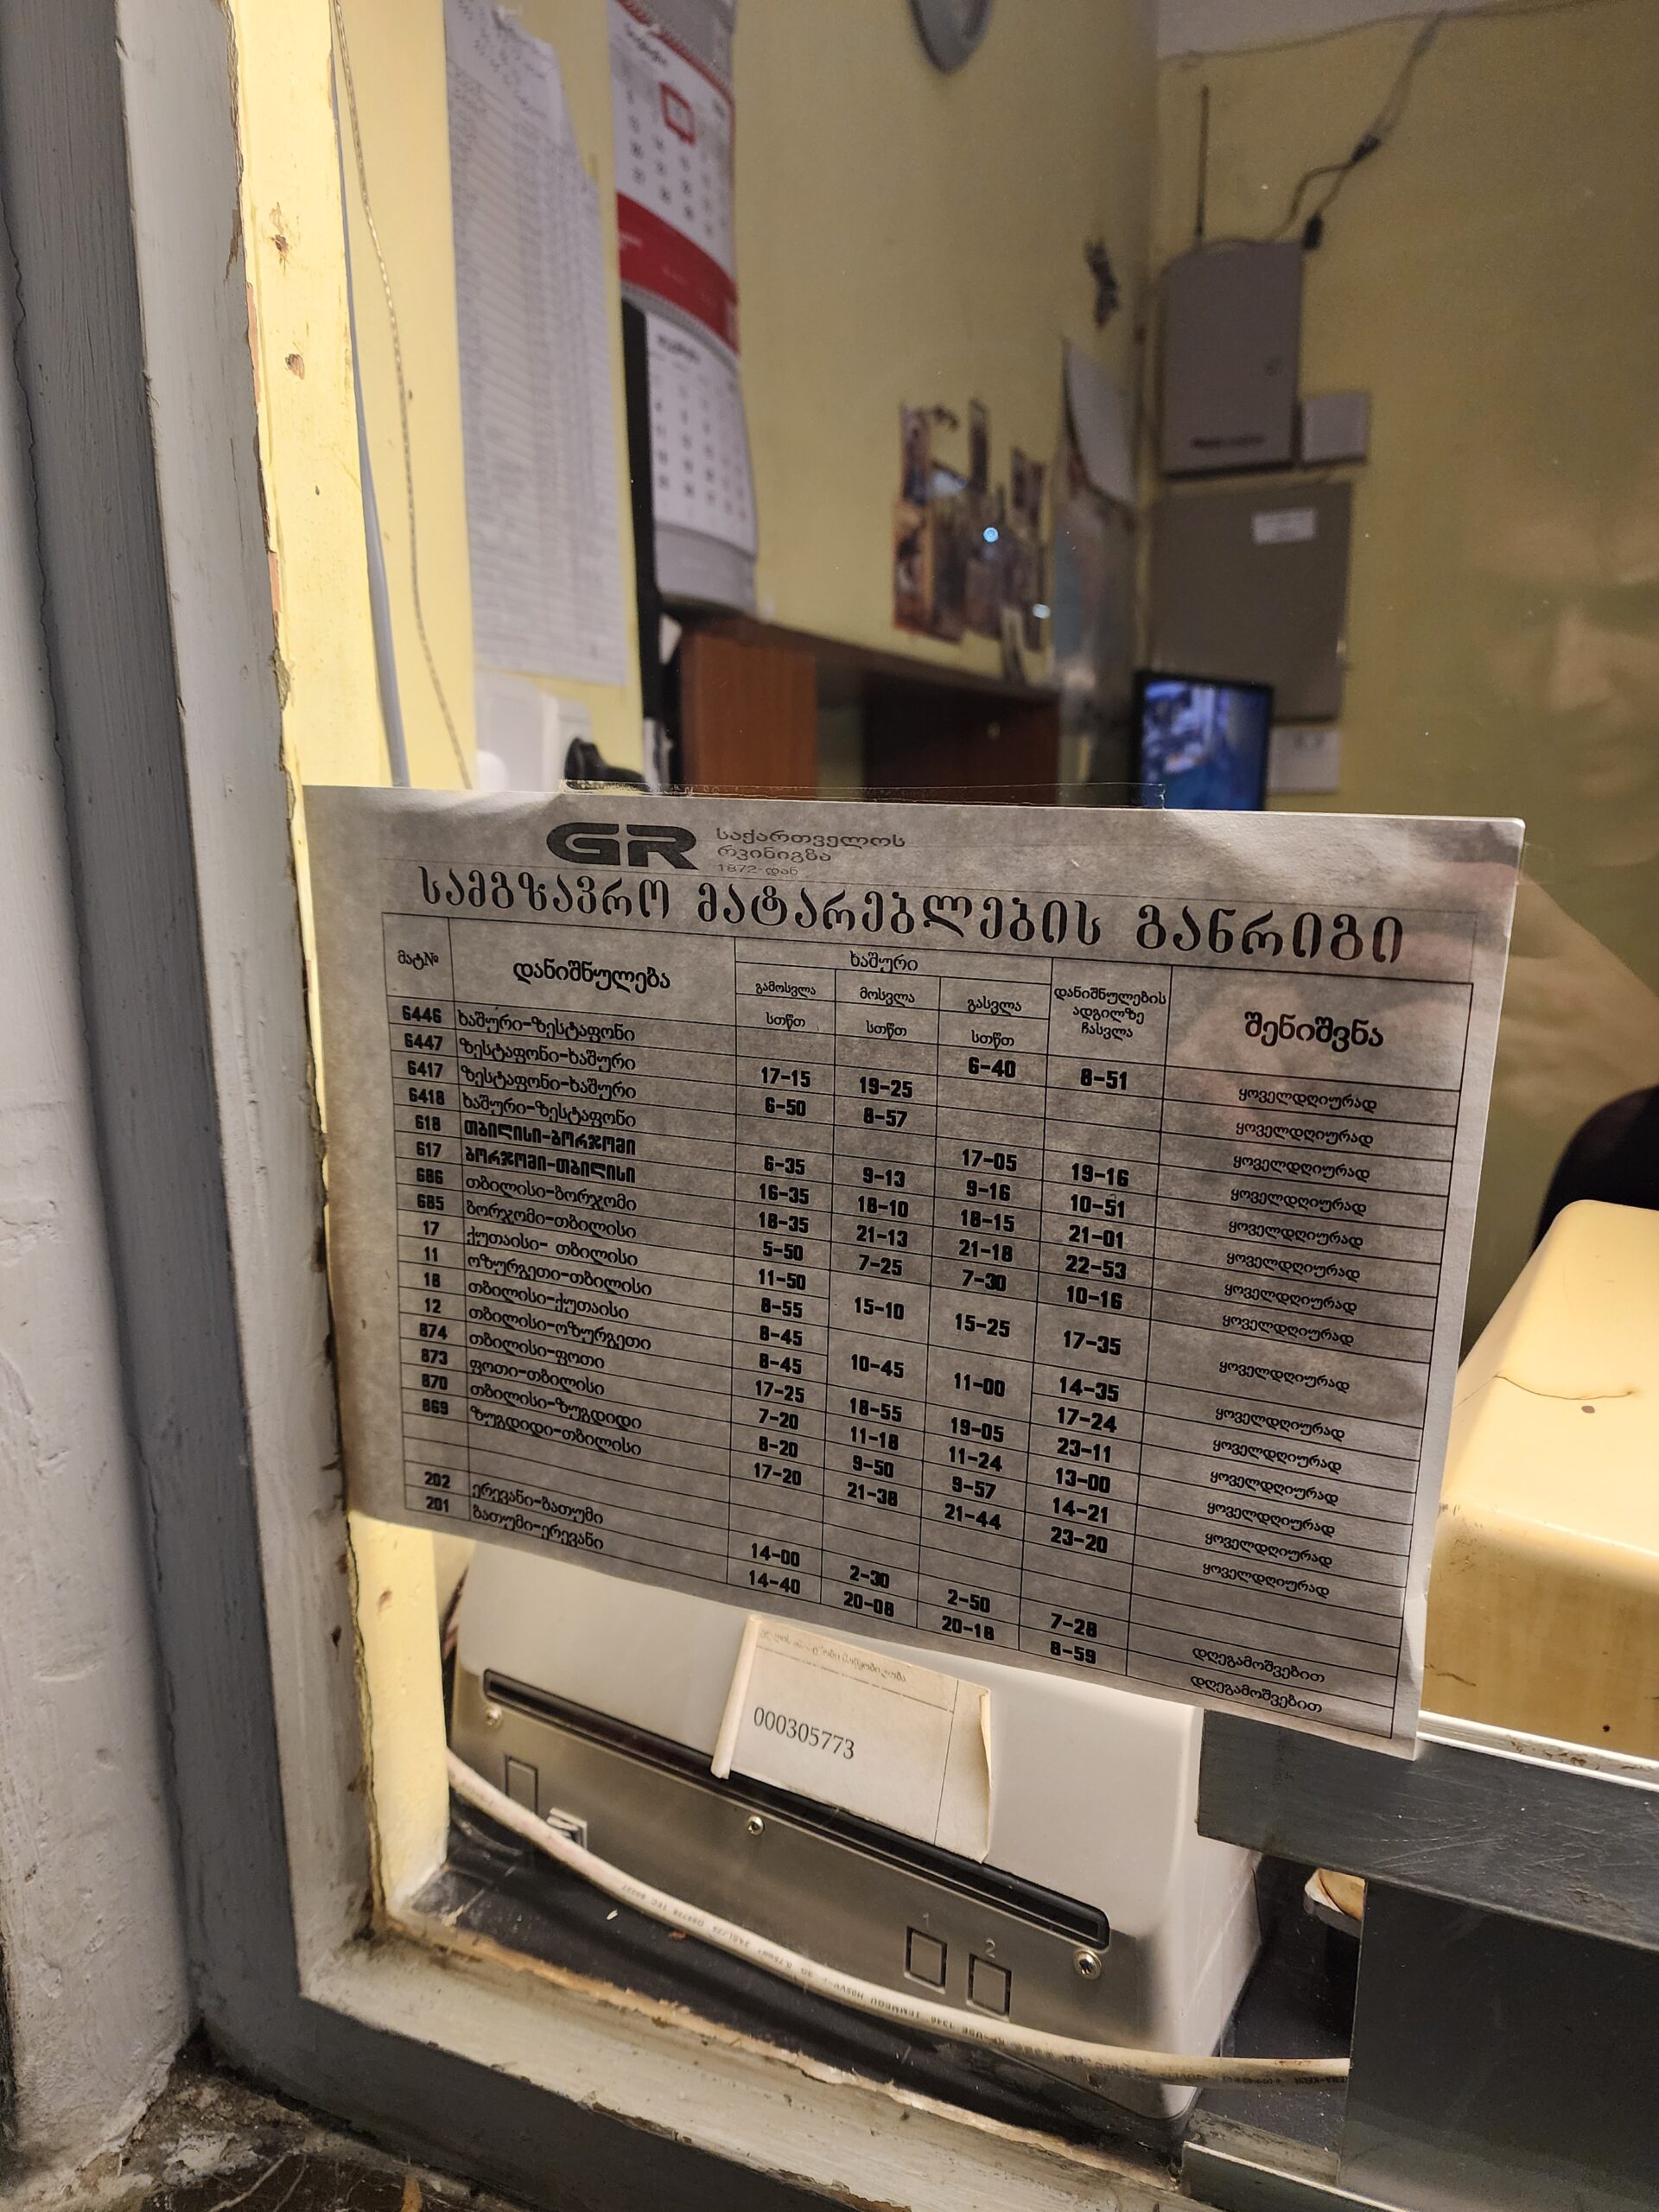 GR საქართველოს
რკინიგზა
1872-დან
სამგზავრო მატარებლების განრიგი
მატ№ დანიშნულება ხაშური დანიშნულების ადგილზე ჩასვლა შენიშვნა
გამოსვლა მოსვლა გასვლა
სთწთ სთწთ სთწთ
6446 ხაშური-ზესტაფონი 6-40 8-51 ყოველდღიურად
6447 ზესტაფონი-ხაშური 17-15 19-25 ყოველდღიურად
6417 ზესტაფონი-ხაშური 6-50 8-57 ყოველდღიურად
6418 ხაშური-ზესტაფონი 17-05 19-16 ყოველდღიურად
618 თბილისი-ბორჯომი 6-35 9-13 9-16 10-51 ყოველდღიურად
617 ბორჯომი-თბილისი 16-35 18-10 18-15 21-01 ყოველდღიურად
686 თბილისი-ბორჯომი 18-35 21-13 21-18 22-53 ყოველდღიურად
685 ბორჯომი-თბილისი 5-50 7-25 7-30 10-16 ყოველდღიურად
17 ქუთაისი- თბილისი 11-50 15-10 15-25 17-35 ყოველდღიურად
11 ოზურგეთი-თბილისი 8-55
18 თბილისი-ქუთაისი 8-45 10-45 11-00 14-35 ყოველდღიურად
12 თბილისი-ოზურგეთი 8-45 17-24 ყოველდღიურად
874 თბილისი-ფოთი 17-25 18-55 19-05 23-11 ყოველდღიურად
873 ფოთი-თბილისი 7-20 11-18 11-24 13-00 ყოველდღიურად
870 თბილისი-ზუგდიდი 8-20 9-50 9-57 14-21 ყოველდღიურად
869 ზუგდიდი-თბილისი 17-20 21-38 21-44 23-20 ყოველდღიურად
202 ერევანი-ბათუმი 14-00 2-30 2-50 7-28 დღეგამოშვებით
201 ბათუმი-ერევანი 14-40 20-08 20-18 8-59 დღეგამოშვებით
000305773
1 2